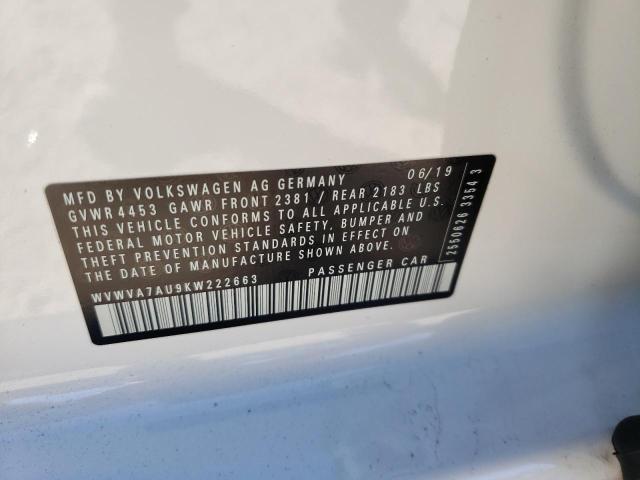 MFD BY VOLKSWAGEN AG GERMANY 06/19
GVWR 4453 GAWR FRONT 2381 / REAR 2183 LBS
THIS VEHICLE CONFORMS TO ALL APPLICABLE U.S.
FEDERAL MOTOR VEHICLE SAFETY, BUMPER AND
THEFT PREVENTION STANDARDS IN EFFECT ON
THE DATE OF MANUFACTURE SHOWN ABOVE.
WVWVA7AU9KW222663 PASSENGER CAR
2550626 3354 3